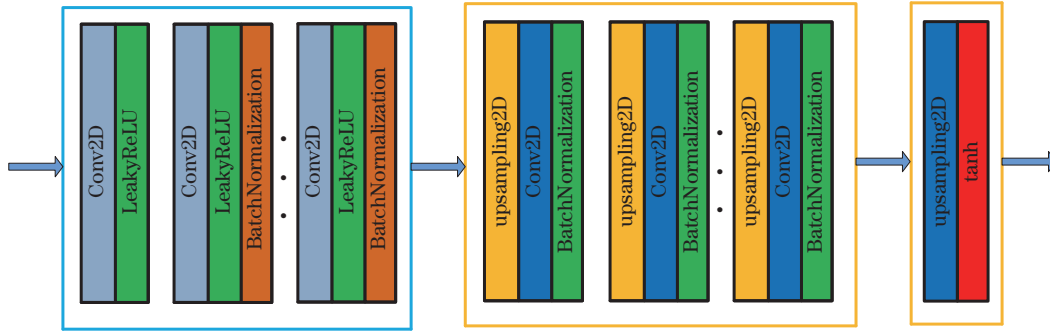 Conv2D
LeakyReLU
Conv2D
LeakyReLU
BatchNormalization
Conv2D
LeakyReLU
BatchNormalization
upsampling2D
Conv2D
BatchNormalization
upsampling2D
Conv2D
BatchNormalization
upsampling2D
Conv2D
BatchNormalization
upsampling2D
tanh